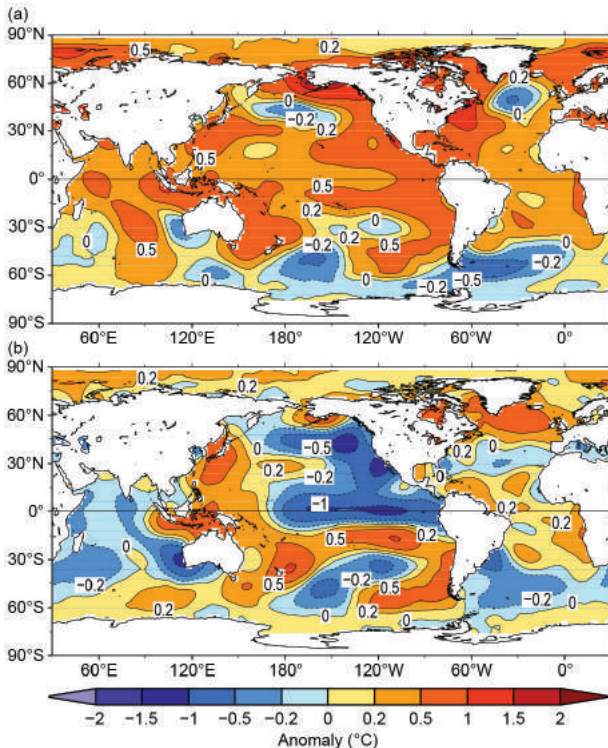 (a)
0.5 0.2
90°N
60°N 0.2
0 0
−0.2
30°N 0.2
0.5
0° 0.5
0.2 0
30°S 0.2
0 0.5 −0.2 0.5 −0.2
60°S −0.2 −0.5
0 0
90°S
60°E 120°E 180° 120°W 60°W 0°
(b)
90°N
0.2 0.2
60°N
0 −0.5 0
0.2 −0.2
30°N −0.2 0
0° −1 0.2
0 0.5
30°S −0.2 0.5 −0.2 0.5 −0.2
60°S 0.2 0 0.2 0
90°S
60°E 120°E 180° 120°W 60°W 0°
−2 −1.5 −1 −0.5 −0.2 0 0.2 0.5 1 1.5 2
Anomaly (°C)